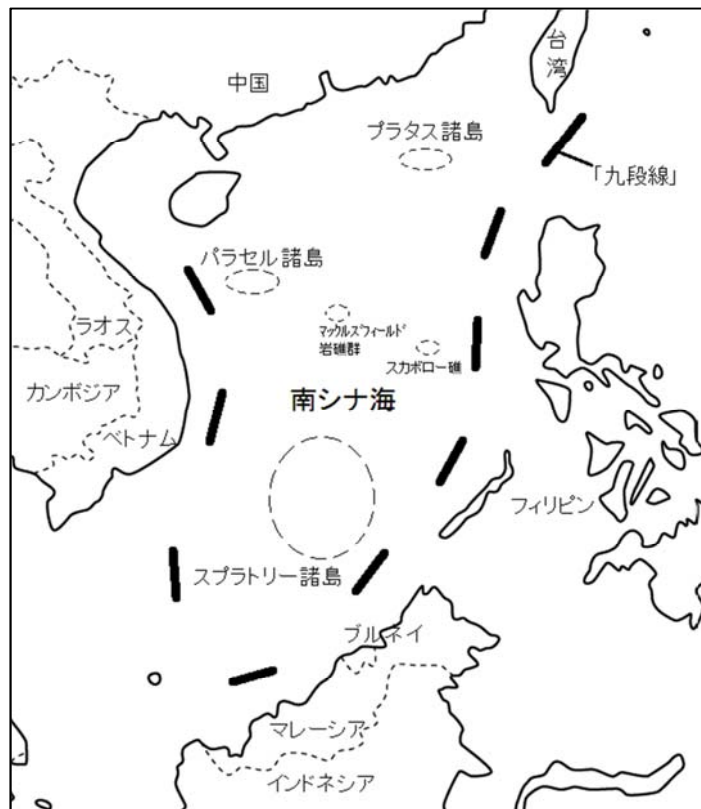 台
湾
中国
プラタス諸島
「九段線」
パラセル諸島
マックルズフィールド
岩礁群
スカボロー礁
ラオス
カンボジア
南シナ海
ベトナム
フィリピン
スプラトリー諸島
ブルネイ
マレーシア
インドネシア